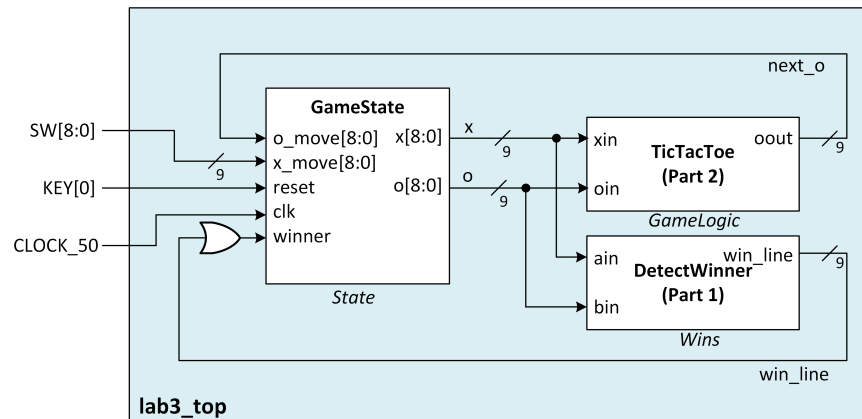 next_o
GameState
SW[8:0]
o_move[8:0]
x[8:0]
x
9
xin
oout
9
9
x_move[8:0]
TicTacToe
(Part 2)
KEY[0]
reset
o[8:0]
o
9
oin
clk
GameLogic
CLOCK_50
winner
ain
win_line
9
DetectWinner
(Part 1)
State
bin
Wins
win_line
lab3_top